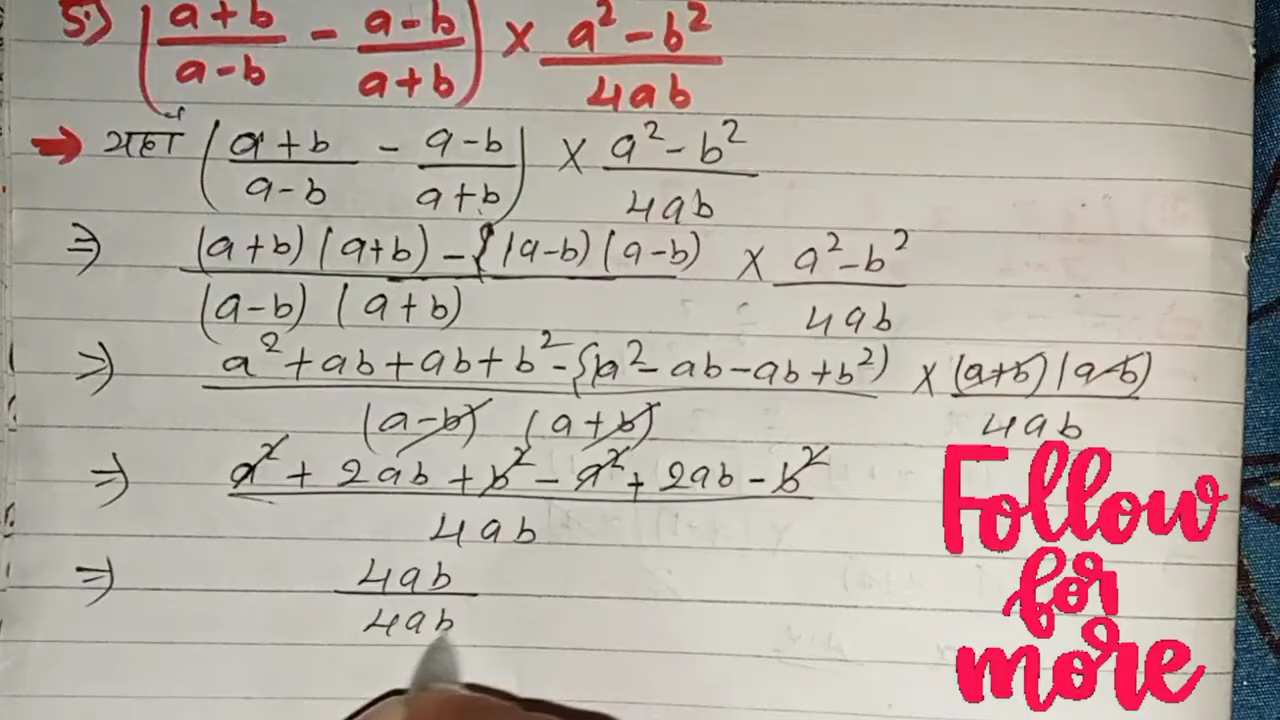 5.) (a+b/a-b - a-b/a+b) × a²-b²/4ab
→ यहाँ (a+b/a-b - a-b/a+b) × a²-b²/4ab
⇒ (a+b)(a+b) - {(a-b)(a-b)/(a-b)(a+b) × a²-b²/4ab
⇒ a²+ab+ab+b²-{(a²-ab-ab+b²)/(a-b)(a+b) × (a+b)(a-b)/4ab
⇒ a²+2ab+b²-a²+2ab-b²/4ab
⇒ 4ab/4ab
Follow
for
more